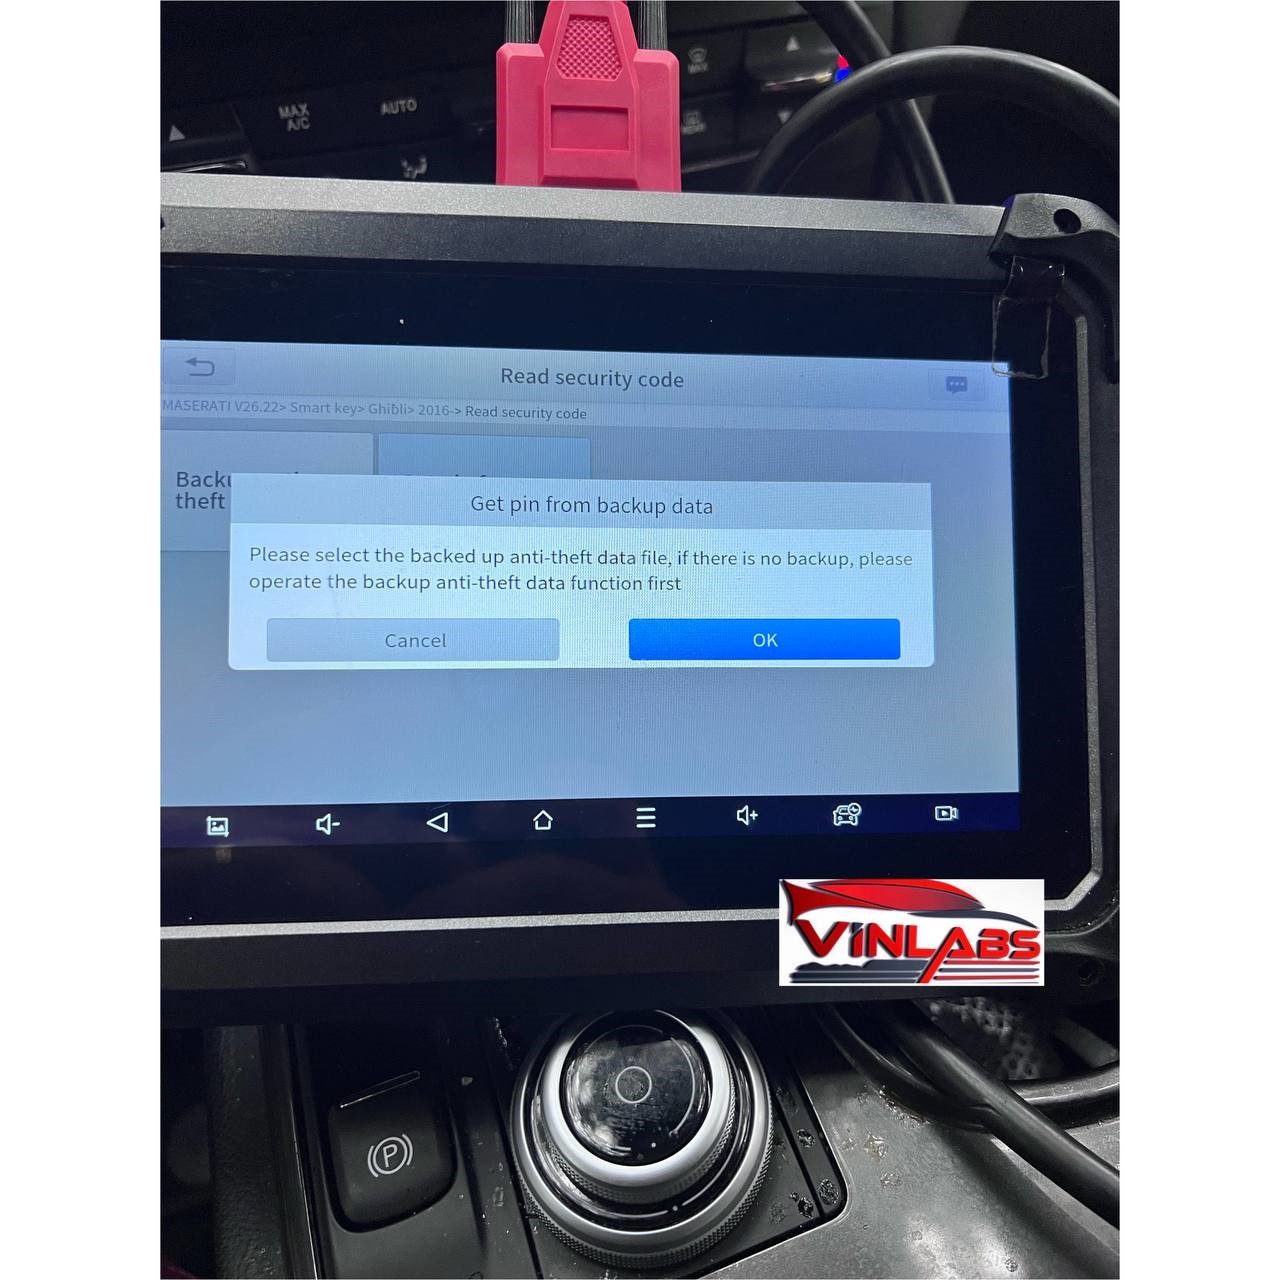 MAX
A/C
AUTO
Read security code
MASERATI V26.22> Smart key> Ghibli> 2016-> Read security code
theft
Get pin from backup data
Please select the backed up anti-theft data file, if there is no backup, please
operate the backup anti-theft data function first
Cancel
OK
VINLABS
P